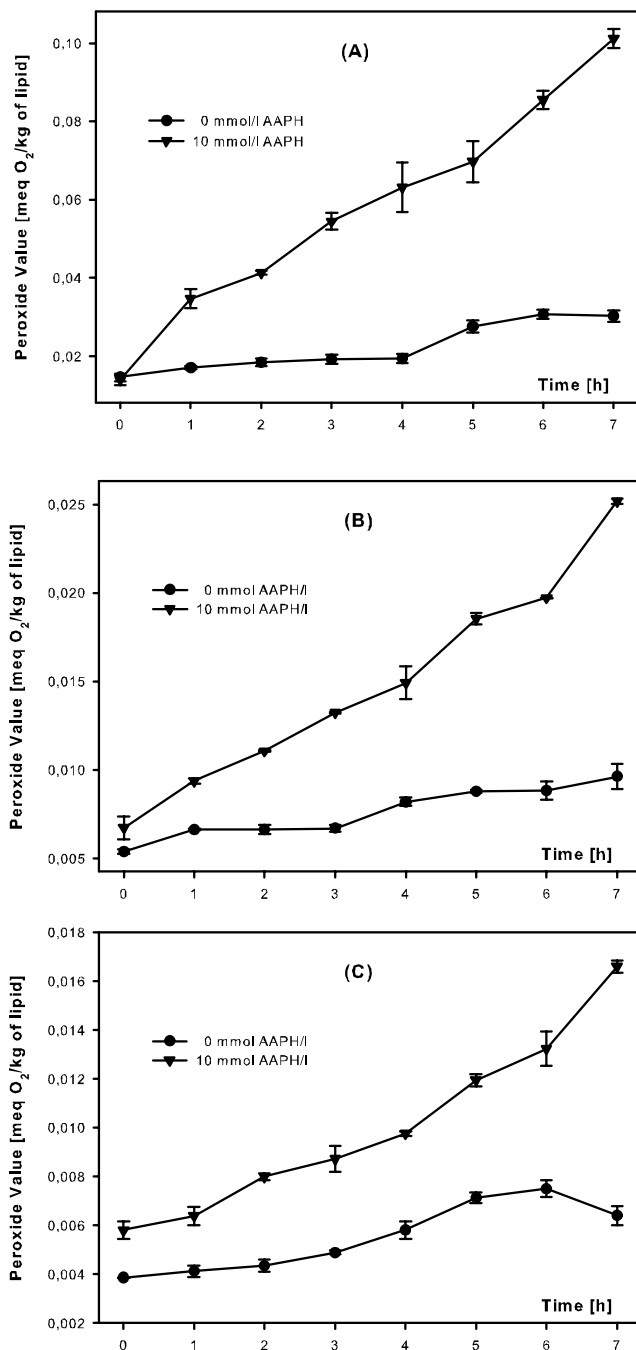 (A)
0 mmol/l AAPH
10 mmol/l AAPH
Peroxide Value [meq O2/kg of lipid]
0,10
0,08
0,06
0,04
0,02
Time [h]
0 1 2 3 4 5 6 7
(B)
0 mmol AAPH/l
10 mmol AAPH/l
Peroxide Value [meq O2/kg of lipid]
0,025
0,020
0,015
0,010
0,005
Time [h]
0 1 2 3 4 5 6 7
(C)
0 mmol AAPH/l
10 mmol AAPH/l
Peroxide Value [meq O2/kg of lipid]
0,018
0,016
0,014
0,012
0,010
0,008
0,006
0,004
0,002
Time [h]
0 1 2 3 4 5 6 7